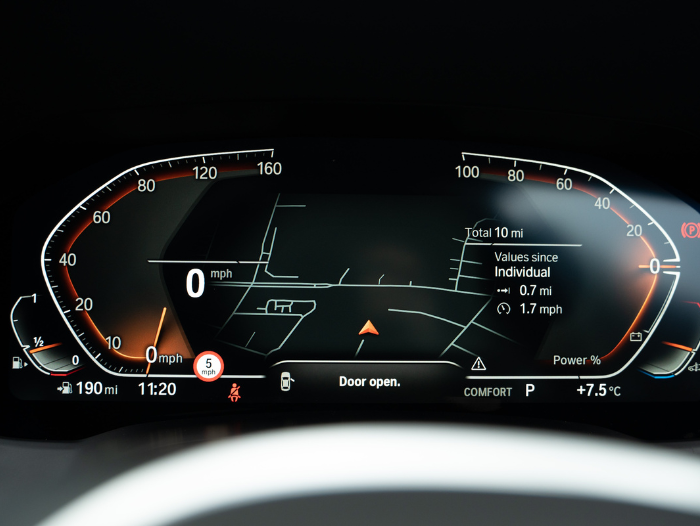 160
120
80
60
40
20
10
0 mph
0 mph
5
mph
1
½
0
190 mi
11:20
Door open.
100
80
60
40
20
0
Power %
Total 10 mi
Values since
Individual
0.7 mi
1.7 mph
COMFORT P
+7.5 °C
P